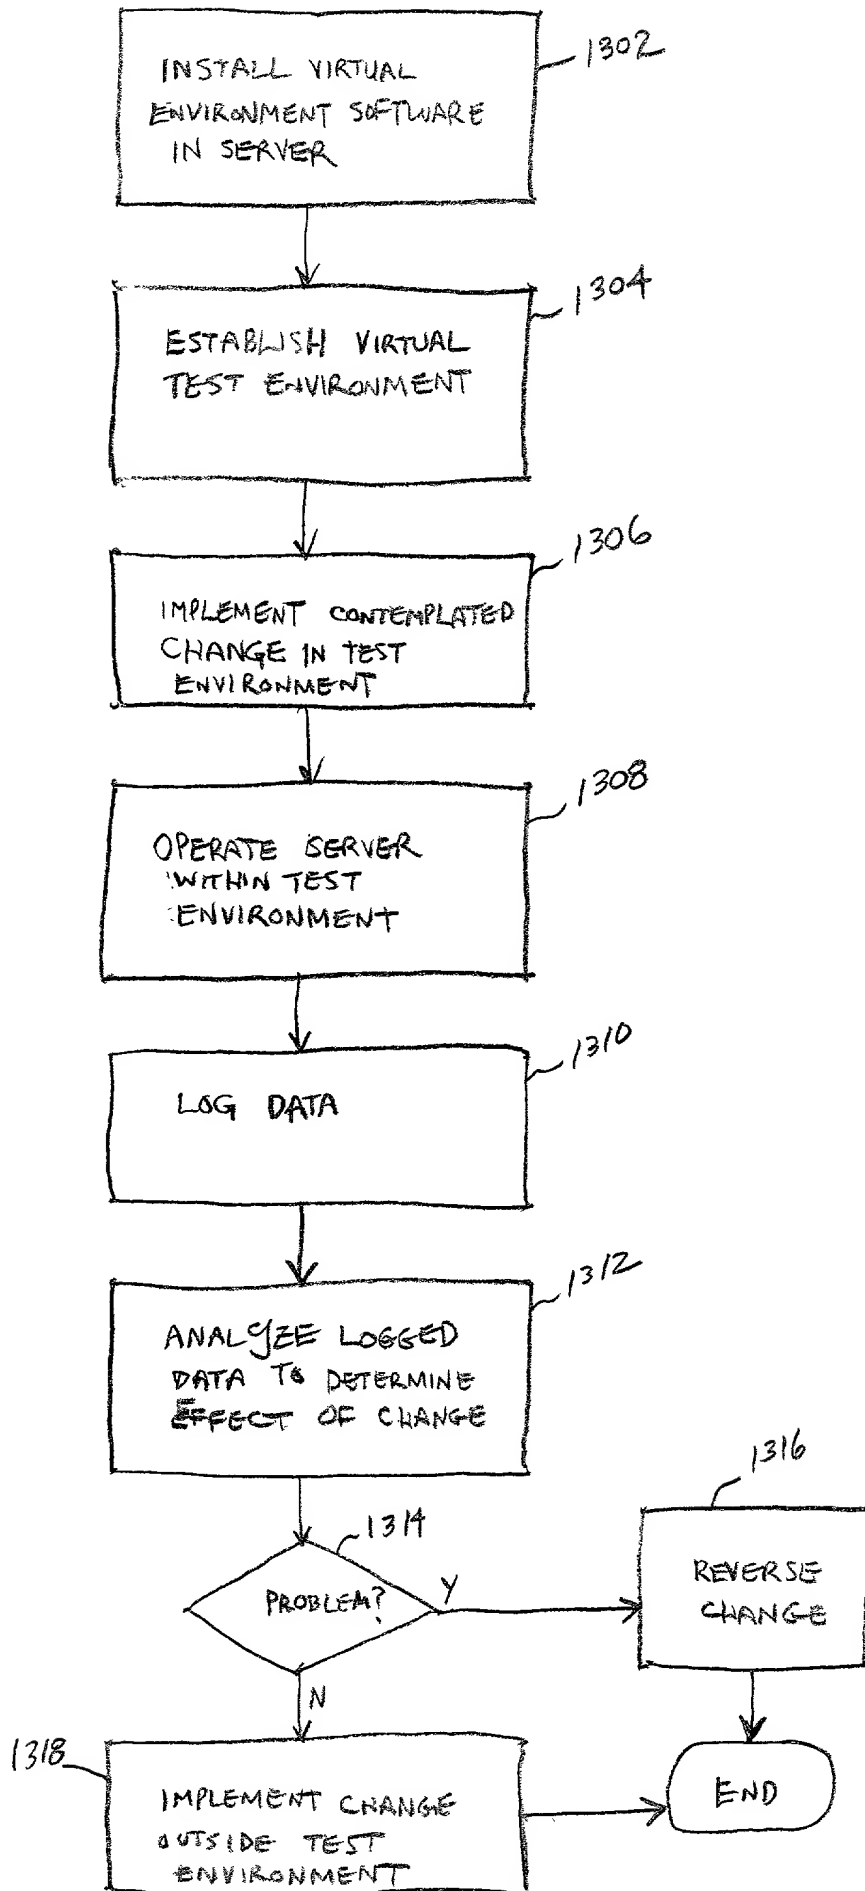 INSTALL VIRTUAL
ENVIRONMENT SOFTWARE
IN SERVER
1302
1304
ESTABLISH VIRTUAL
TEST ENVIRONMENT
1306
IMPLEMENT CONTEMPLATED
CHANGE IN TEST
ENVIRONMENT
1308
OPERATE SERVER
WITHIN TEST
ENVIRONMENT
1310
LOG DATA
1312
ANALYZE LOGGED
DATA TO DETERMINE
EFFECT OF CHANGE
1314
PROBLEM?
Y
1316
REVERSE
CHANGE
N
1318
IMPLEMENT CHANGE
OUTSIDE TEST
ENVIRONMENT
END